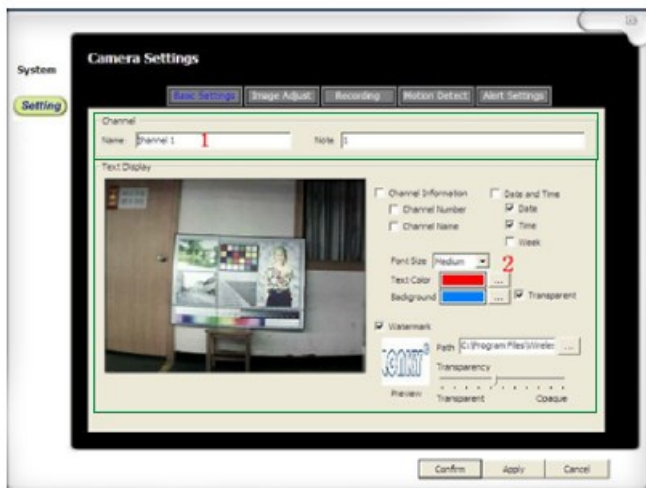 System
Setting
Camera Settings
Basic Settings Image Adjust Recording Motion Detect Alert Settings
Channel
Name Channel 1 1 Note 1
Text Display
Channel Information Date and Time
Channel Number Date
Channel Name Time
Week
Font Size Medium 2
Text Color ...
Background ... Transparent
Watermark
Path C:\Program Files\Wirele ...
Transparency
Preview Transparent Opaque
Confirm Apply Cancel